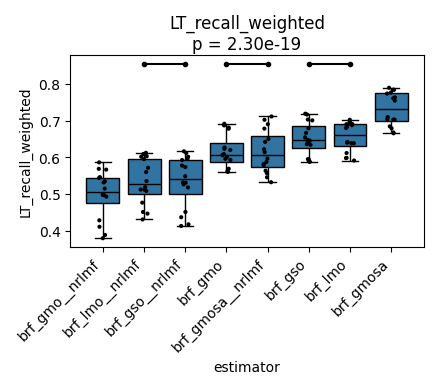 LT_recall_weighted
p = 2.30e-19
LT_recall_weighted
0.8
0.7
0.6
0.5
0.4
brf_gmo__nrlmf
brf_lmo__nrlmf
brf_gso__nrlmf
brf_gmo
brf_gmosa__nrlmf
brf_gso
brf_lmo
brf_gmosa
estimator